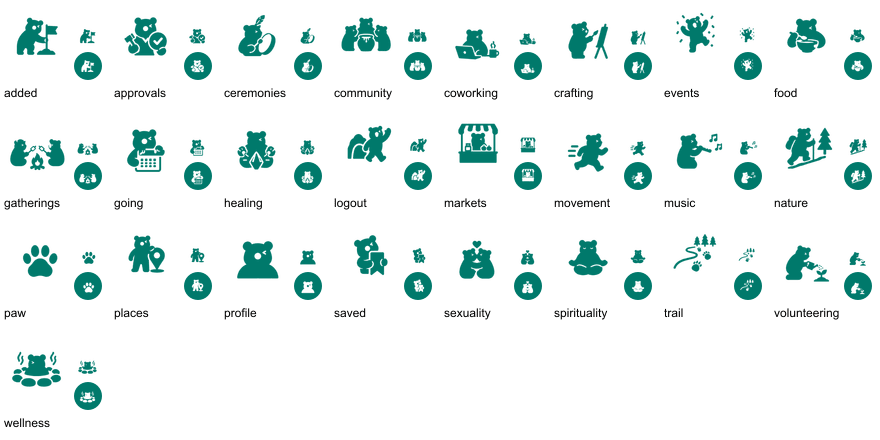 added approvals ceremonies community coworking crafting events food
gatherings going healing logout markets movement music nature
paw places profile saved sexuality spirituality trail volunteering
wellness